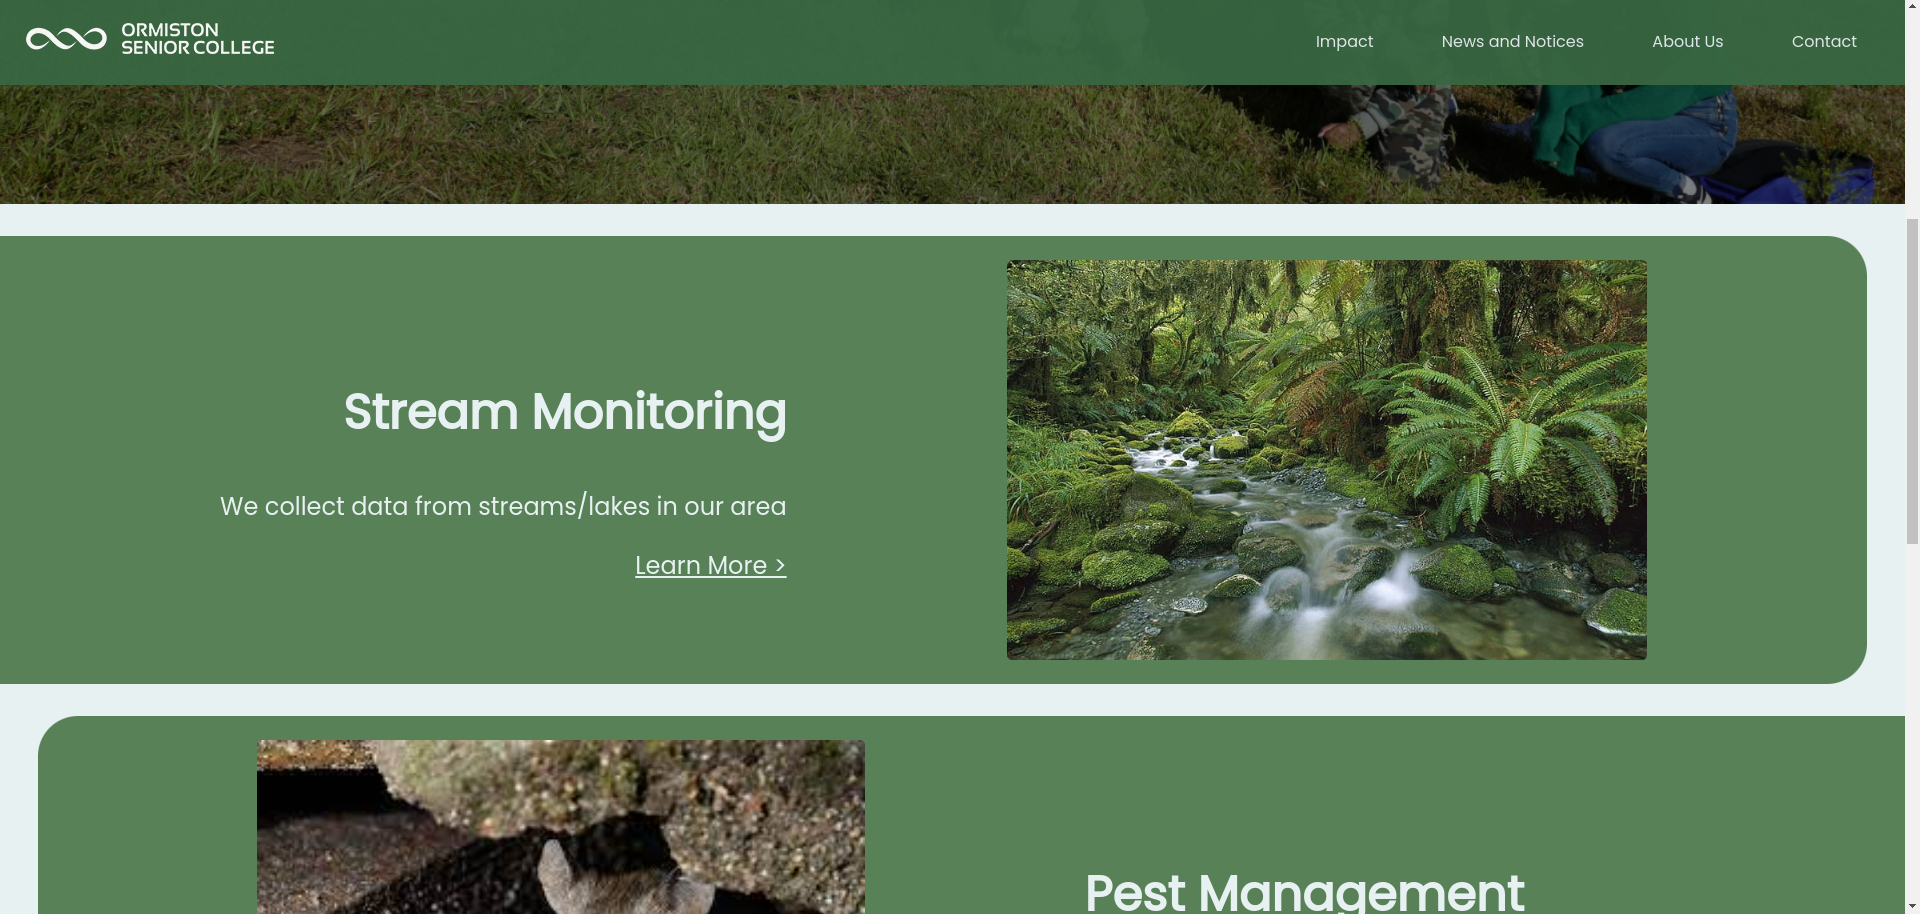 ORMISTON
SENIOR COLLEGE
Impact
News and Notices
About Us
Contact
Stream Monitoring
We collect data from streams/lakes in our area
Learn More >
Pest Management